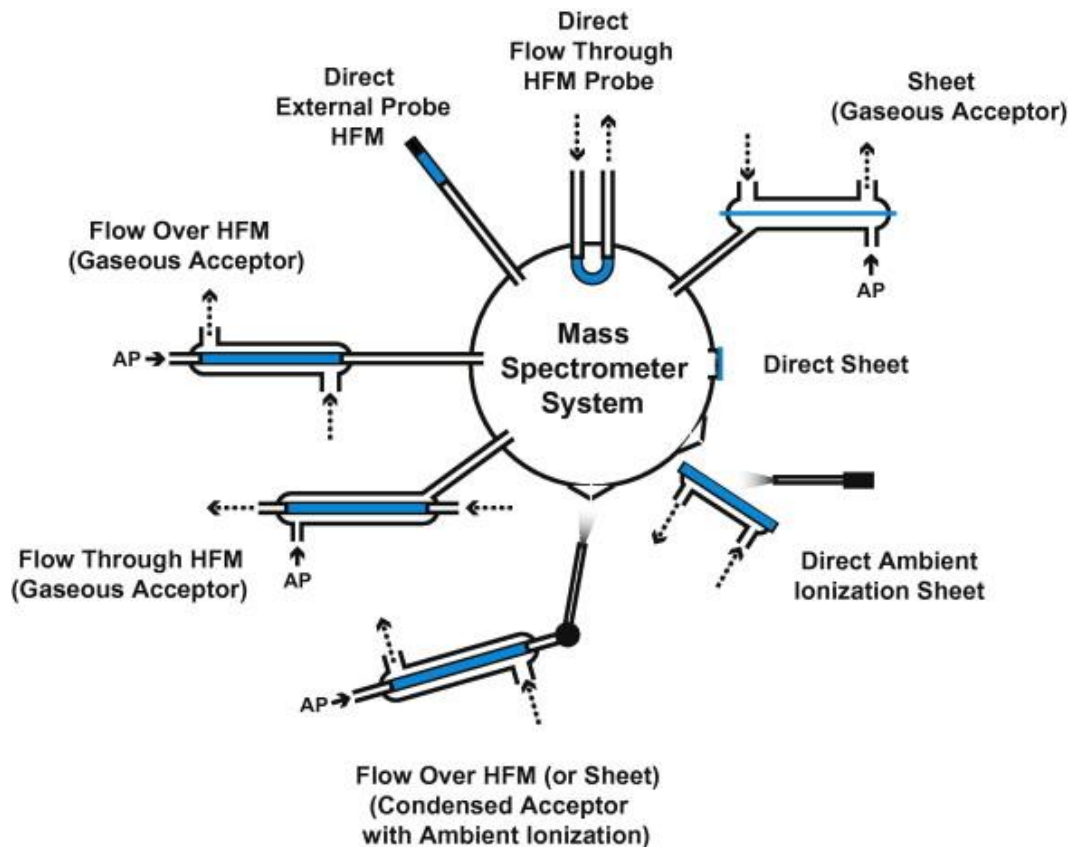 Direct
Flow Through
HFM Probe
Direct
External Probe
HFM
Sheet
(Gaseous Acceptor)
Flow Over HFM
(Gaseous Acceptor)
AP
AP
Mass
Spectrometer
System
Direct Sheet
Flow Through HFM
(Gaseous Acceptor)
AP
Direct Ambient
Ionization Sheet
AP
Flow Over HFM (or Sheet)
(Condensed Acceptor
with Ambient Ionization)